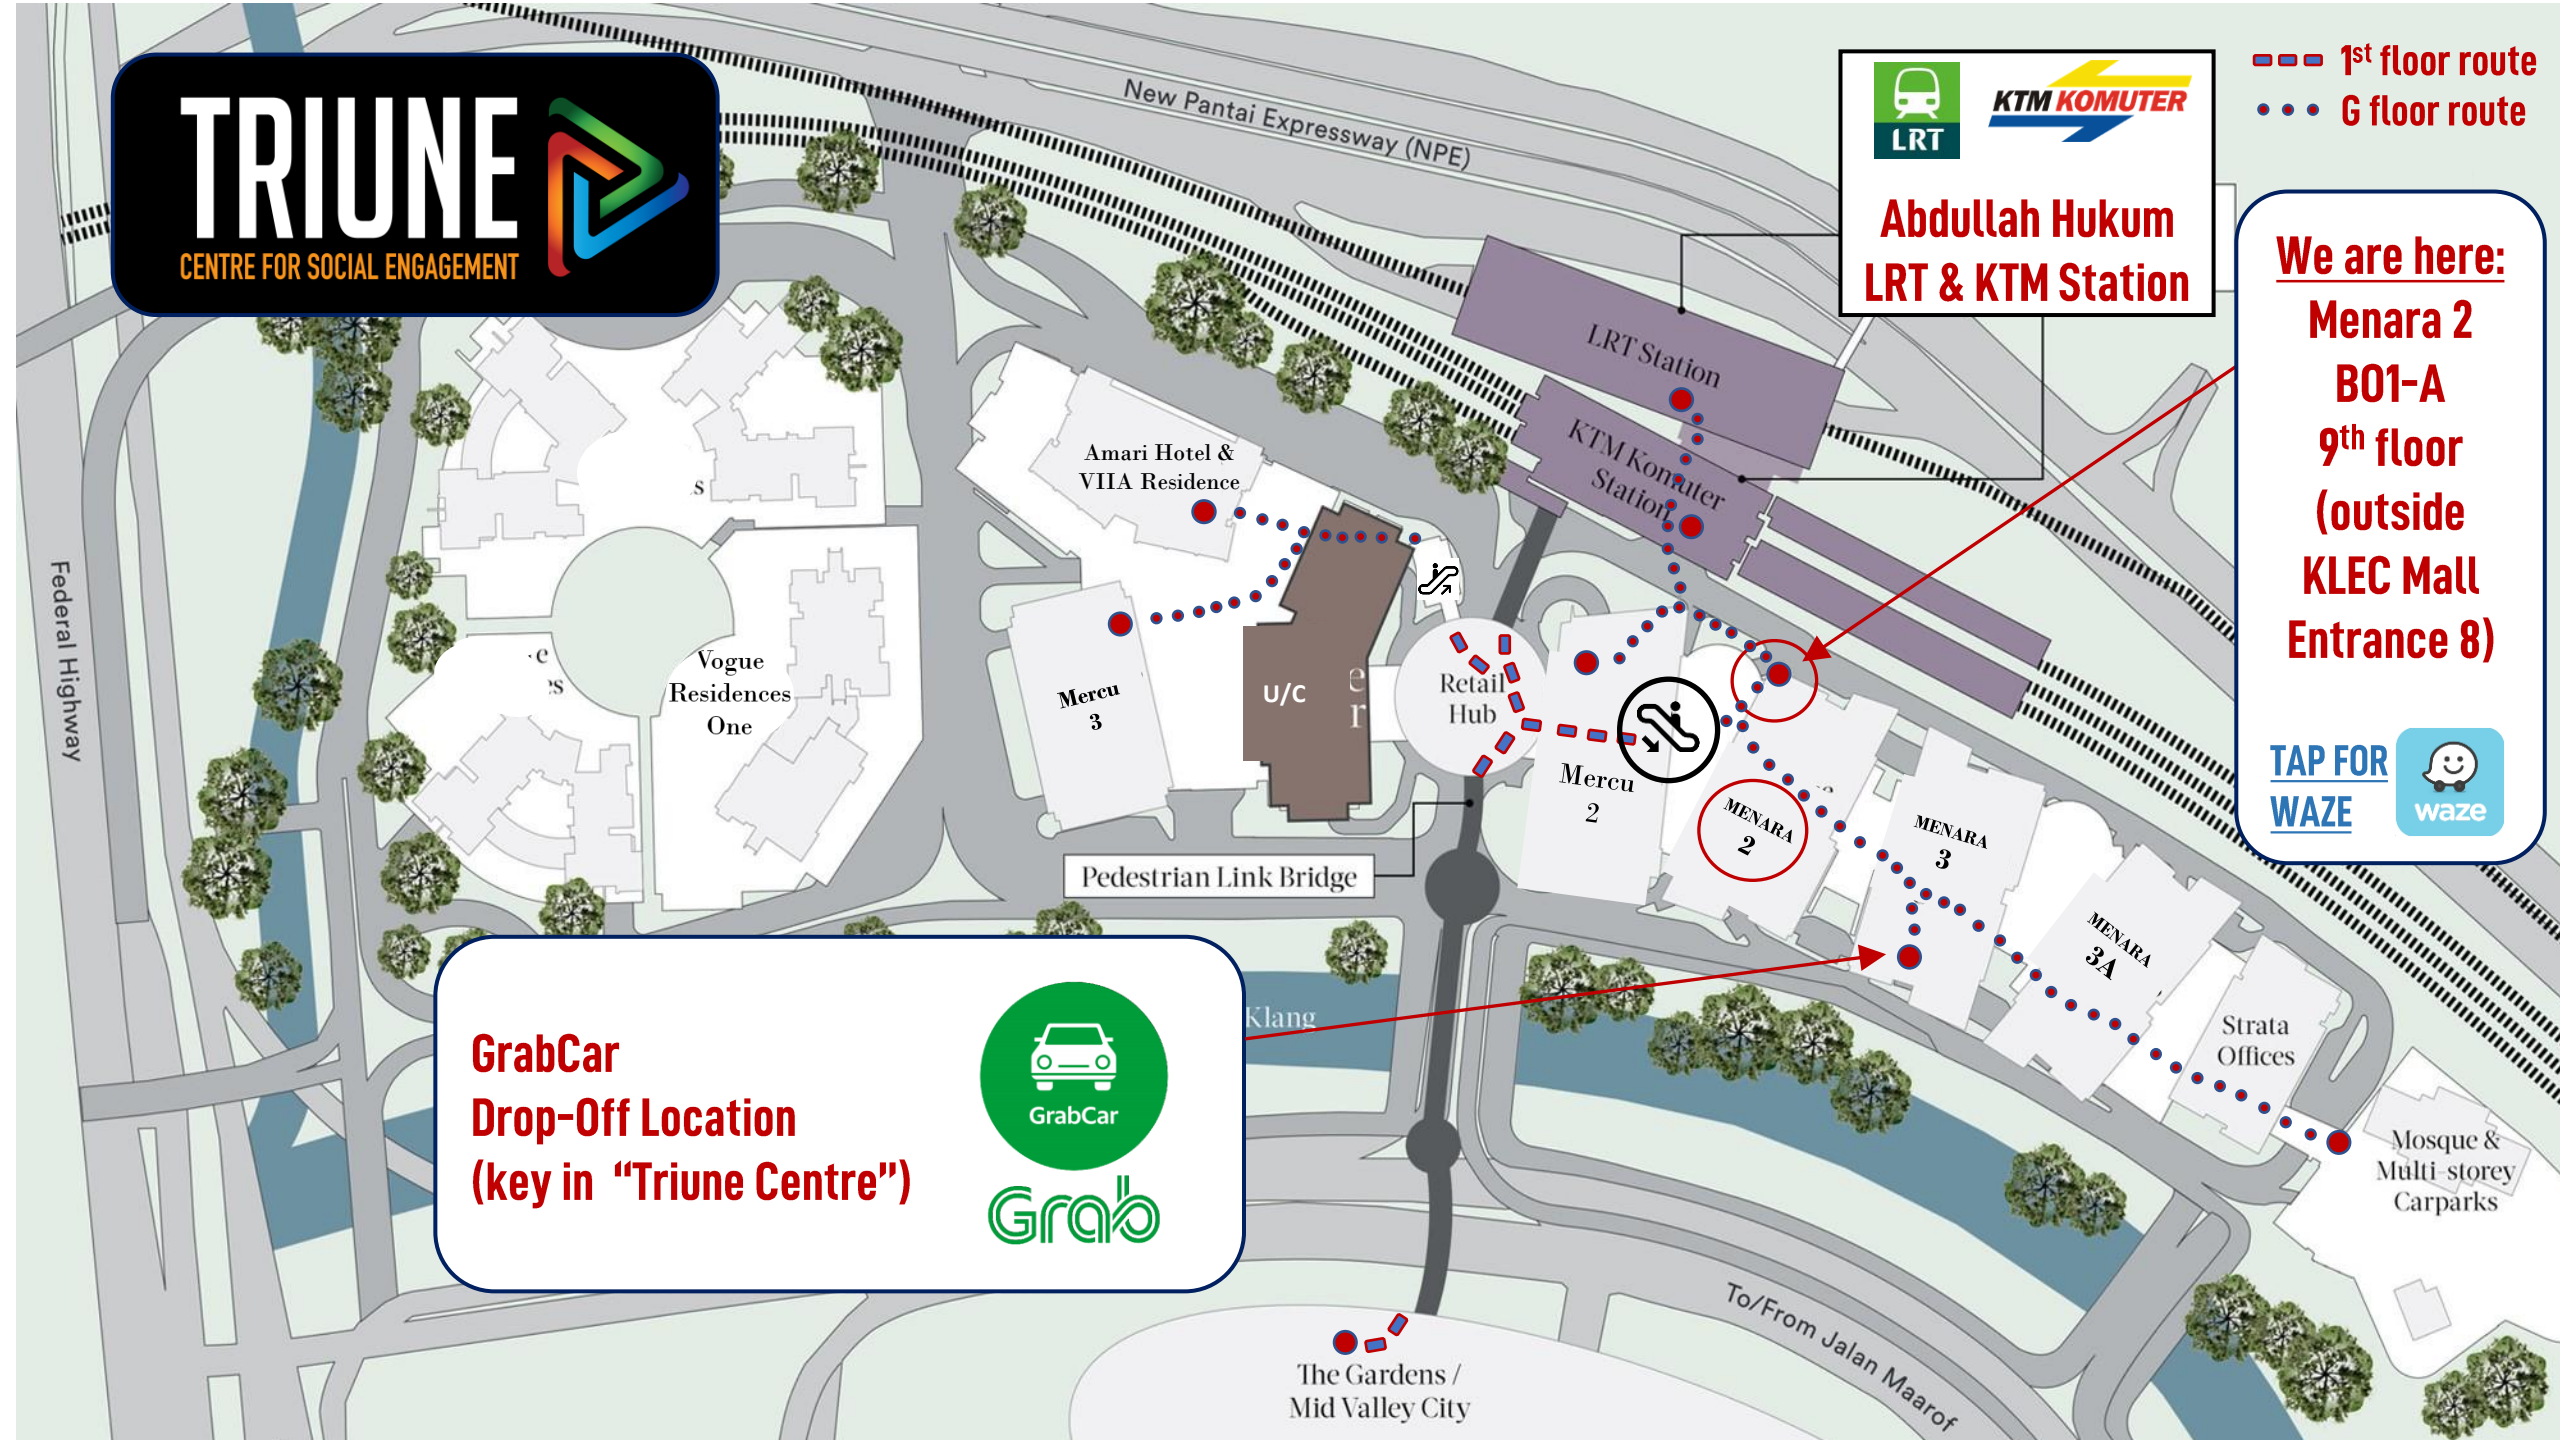 TRIUNE
CENTRE FOR SOCIAL ENGAGEMENT
New Pantai Expressway (NPE)
LRT
KTM KOMUTER
Abdullah Hukum
LRT & KTM Station
1st floor route
G floor route
We are here:
Menara 2
BO1-A
9th floor
(outside
KLEC Mall
Entrance 8)
TAP FOR
WAZE
waze
LRT Station
KTM Komuter
Station
Amari Hotel &
VIIA Residence
s
Federal Highway
e
s
Vogue
Residences
One
Mercu
3
U/C
e
r
Retail
Hub
Mercu
2
MENARA
2
MENARA
3
MENARA
3A
Strata
Offices
Mosque &
Multi-storey
Carparks
Pedestrian Link Bridge
Klang
GrabCar
Drop-Off Location
(key in “Triune Centre”)
GrabCar
Grab
To/From Jalan Maarof
The Gardens /
Mid Valley City